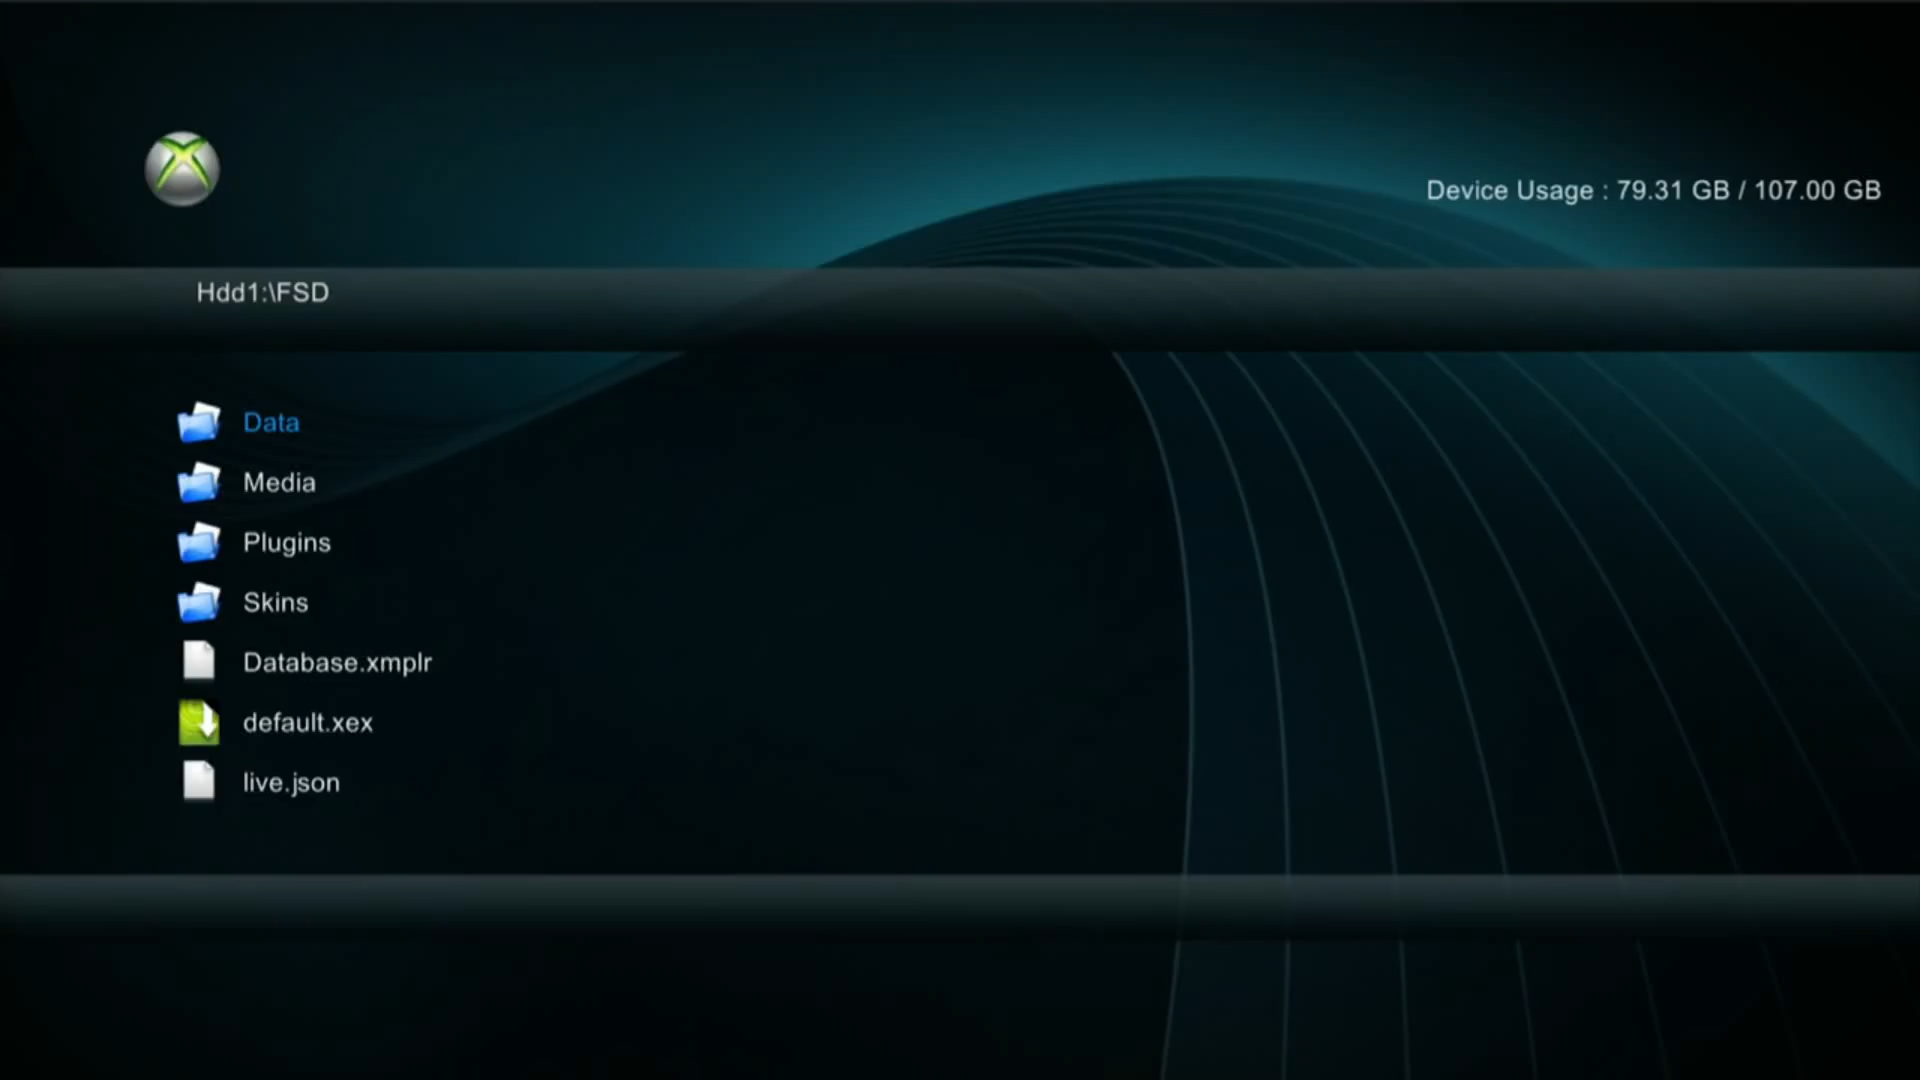 Device Usage : 79.31 GB / 107.00 GB
Hdd1:\FSD
Data
Media
Plugins
Skins
Database.xmplr
default.xex
live.json